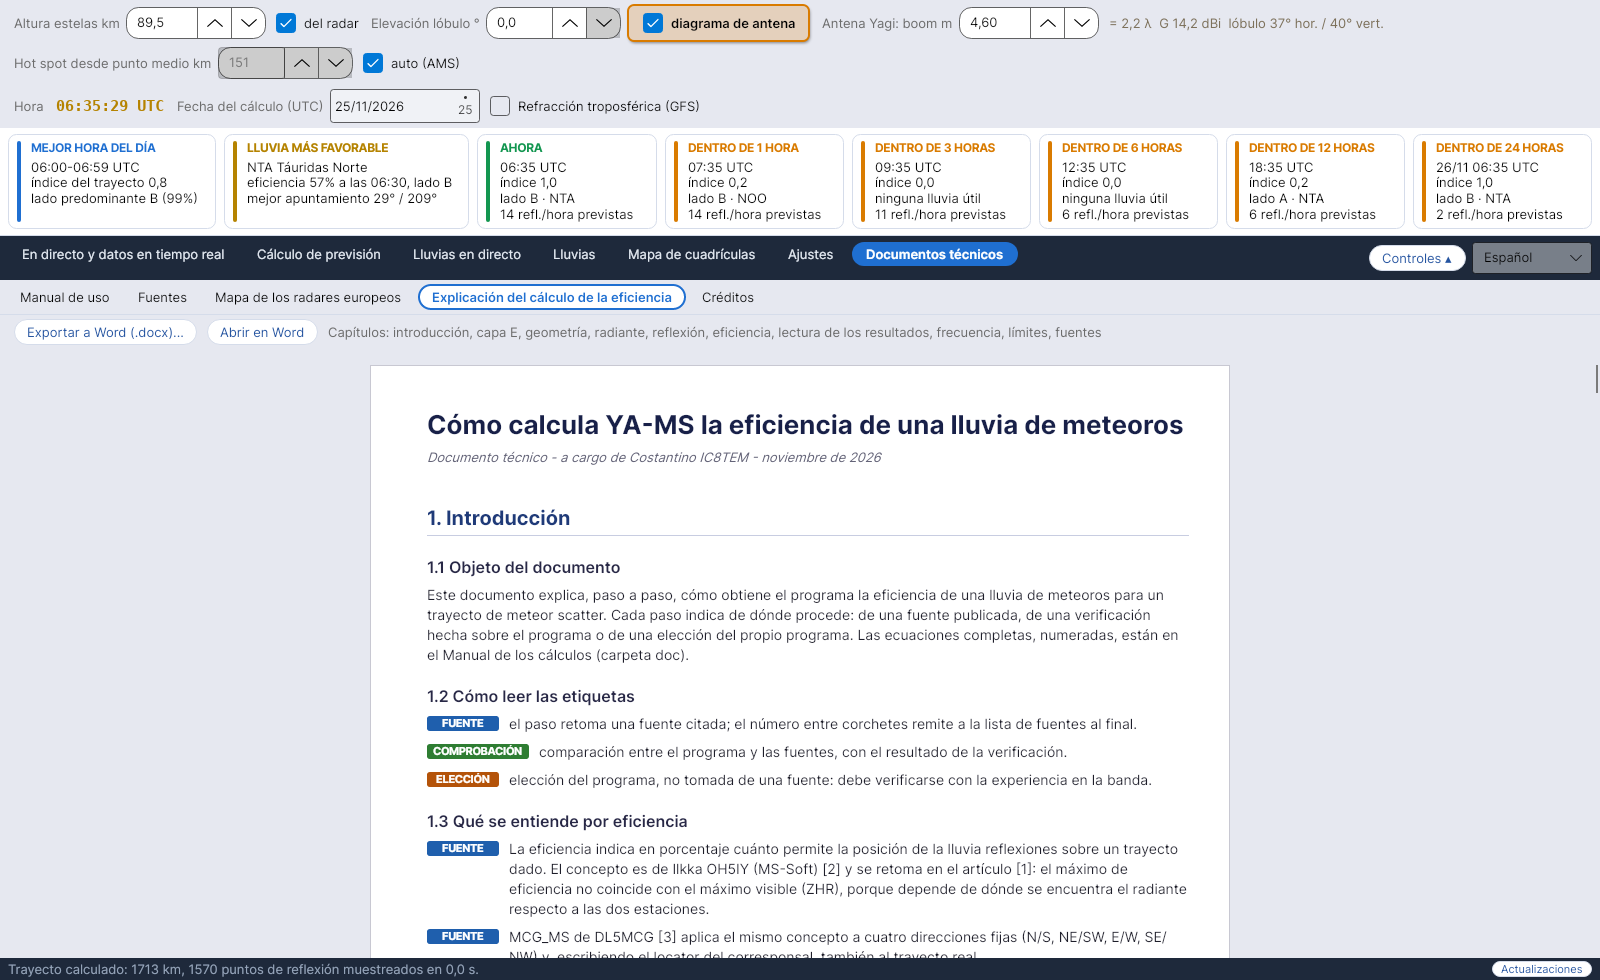 Altura estelas km 89,5 del radar Elevación lóbulo ° 0,0 diagrama de antena Antena Yagi: boom m 4,60 = 2,2 λ G 14,2 dBi lóbulo 37° hor. / 40° vert.
Hot spot desde punto medio km 151 auto (AMS)
Hora 06:35:29 UTC Fecha del cálculo (UTC) 25/11/2026 25 Refracción troposférica (GFS)
MEJOR HORA DEL DÍA
06:00-06:59 UTC
índice del trayecto 0,8
lado predominante B (99%)
LLUVIA MÁS FAVORABLE
NTA Táuridas Norte
eficiencia 57% a las 06:30, lado B
mejor apuntamiento 29° / 209°
AHORA
06:35 UTC
índice 1,0
lado B · NTA
14 refl./hora previstas
DENTRO DE 1 HORA
07:35 UTC
índice 0,2
lado B · NOO
14 refl./hora previstas
DENTRO DE 3 HORAS
09:35 UTC
índice 0,0
ninguna lluvia útil
11 refl./hora previstas
DENTRO DE 6 HORAS
12:35 UTC
índice 0,0
ninguna lluvia útil
6 refl./hora previstas
DENTRO DE 12 HORAS
18:35 UTC
índice 0,2
lado A · NTA
6 refl./hora previstas
DENTRO DE 24 HORAS
26/11 06:35 UTC
índice 1,0
lado B · NTA
2 refl./hora previstas
En directo y datos en tiempo real Cálculo de previsión Lluvias en directo Lluvias Mapa de cuadrículas Ajustes Documentos técnicos Controles ▴ Español
Manual de uso Fuentes Mapa de los radares europeos Explicación del cálculo de la eficiencia Créditos
Exportar a Word (.docx)... Abrir en Word Capítulos: introducción, capa E, geometría, radiante, reflexión, eficiencia, lectura de los resultados, frecuencia, límites, fuentes
Cómo calcula YA-MS la eficiencia de una lluvia de meteoros
Documento técnico - a cargo de Costantino IC8TEM - noviembre de 2026
1. Introducción
1.1 Objeto del documento
Este documento explica, paso a paso, cómo obtiene el programa la eficiencia de una lluvia de meteoros para un
trayecto de meteor scatter. Cada paso indica de dónde procede: de una fuente publicada, de una verificación
hecha sobre el programa o de una elección del propio programa. Las ecuaciones completas, numeradas, están en
el Manual de los cálculos (carpeta doc).
1.2 Cómo leer las etiquetas
FUENTE el paso retoma una fuente citada; el número entre corchetes remite a la lista de fuentes al final.
COMPROBACIÓN comparación entre el programa y las fuentes, con el resultado de la verificación.
ELECCIÓN elección del programa, no tomada de una fuente: debe verificarse con la experiencia en la banda.
1.3 Qué se entiende por eficiencia
FUENTE La eficiencia indica en porcentaje cuánto permite la posición de la lluvia reflexiones sobre un trayecto
dado. El concepto es de Ilkka OH5IY (MS-Soft) [2] y se retoma en el artículo [1]: el máximo de
eficiencia no coincide con el máximo visible (ZHR), porque depende de dónde se encuentra el radiante
respecto a las dos estaciones.
FUENTE MCG_MS de DL5MCG [3] aplica el mismo concepto a cuatro direcciones fijas (N/S, NE/SW, E/W, SE/
NW) y, escribiendo el locator del corresponsal, también al trayecto real.
Trayecto calculado: 1713 km, 1570 puntos de reflexión muestreados en 0,0 s. Actualizaciones